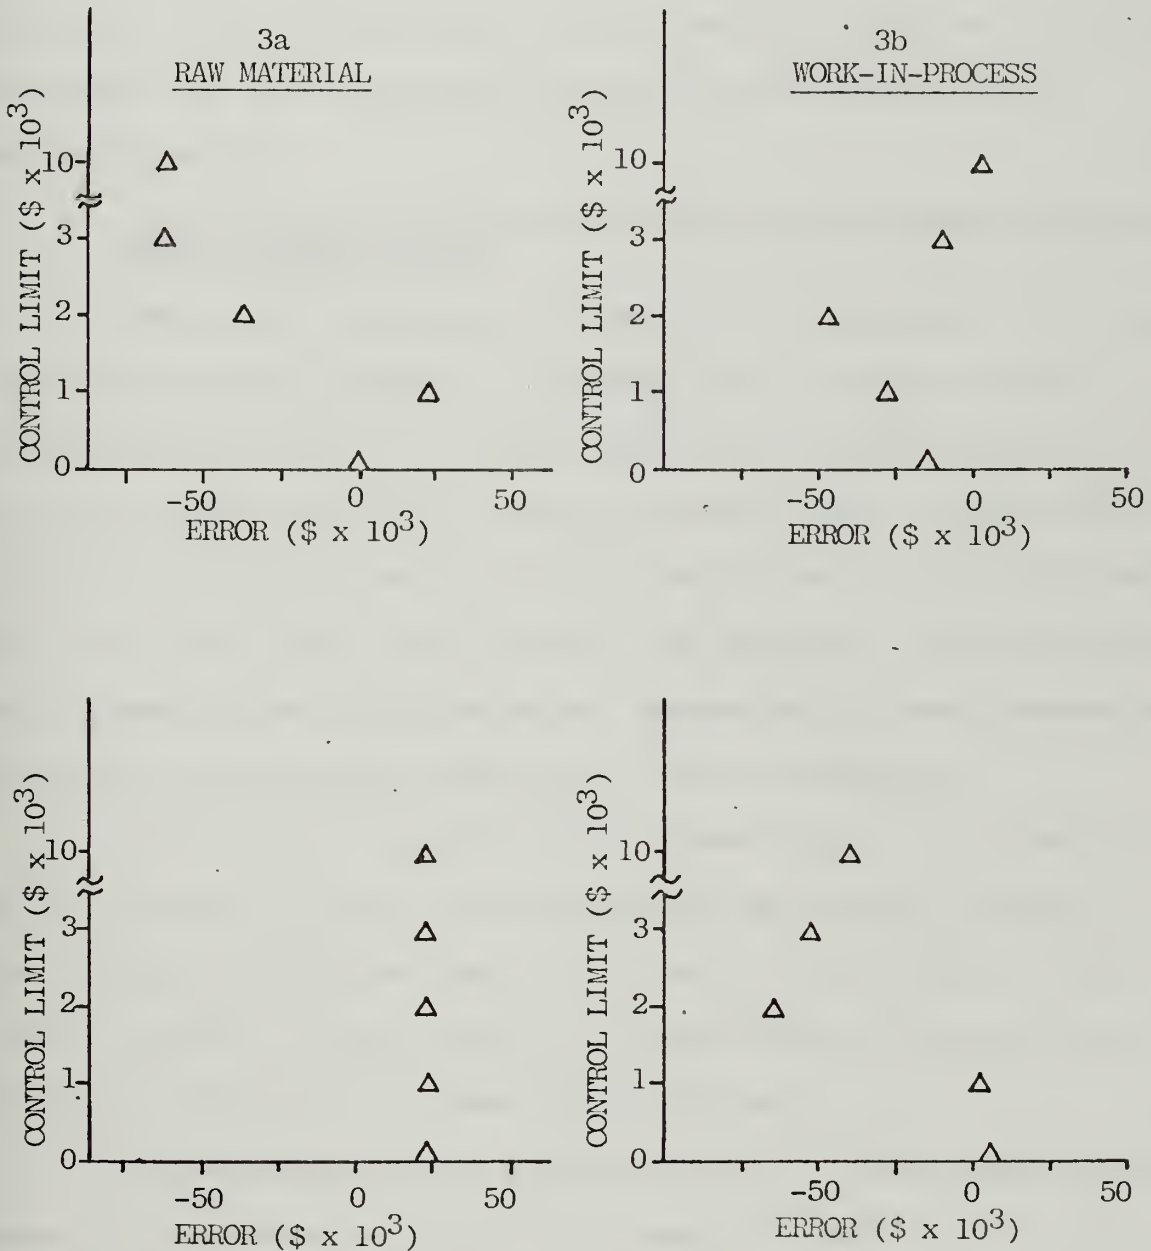 3a
RAW MATERIAL
CONTROL LIMIT ($ x 10³)
10
3
2
1
0
-50 0 50
ERROR ($ x 10³)
3b
WORK-IN-PROCESS
CONTROL LIMIT ($ x 10³)
10
3
2
1
0
-50 0 50
ERROR ($ x 10³)
CONTROL LIMIT ($ x 10³)
10
3
2
1
0
-50 0 50
ERROR ($ x 10³)
CONTROL LIMIT ($ x 10³)
10
3
2
1
0
-50 0 50
ERROR ($ x 10³)